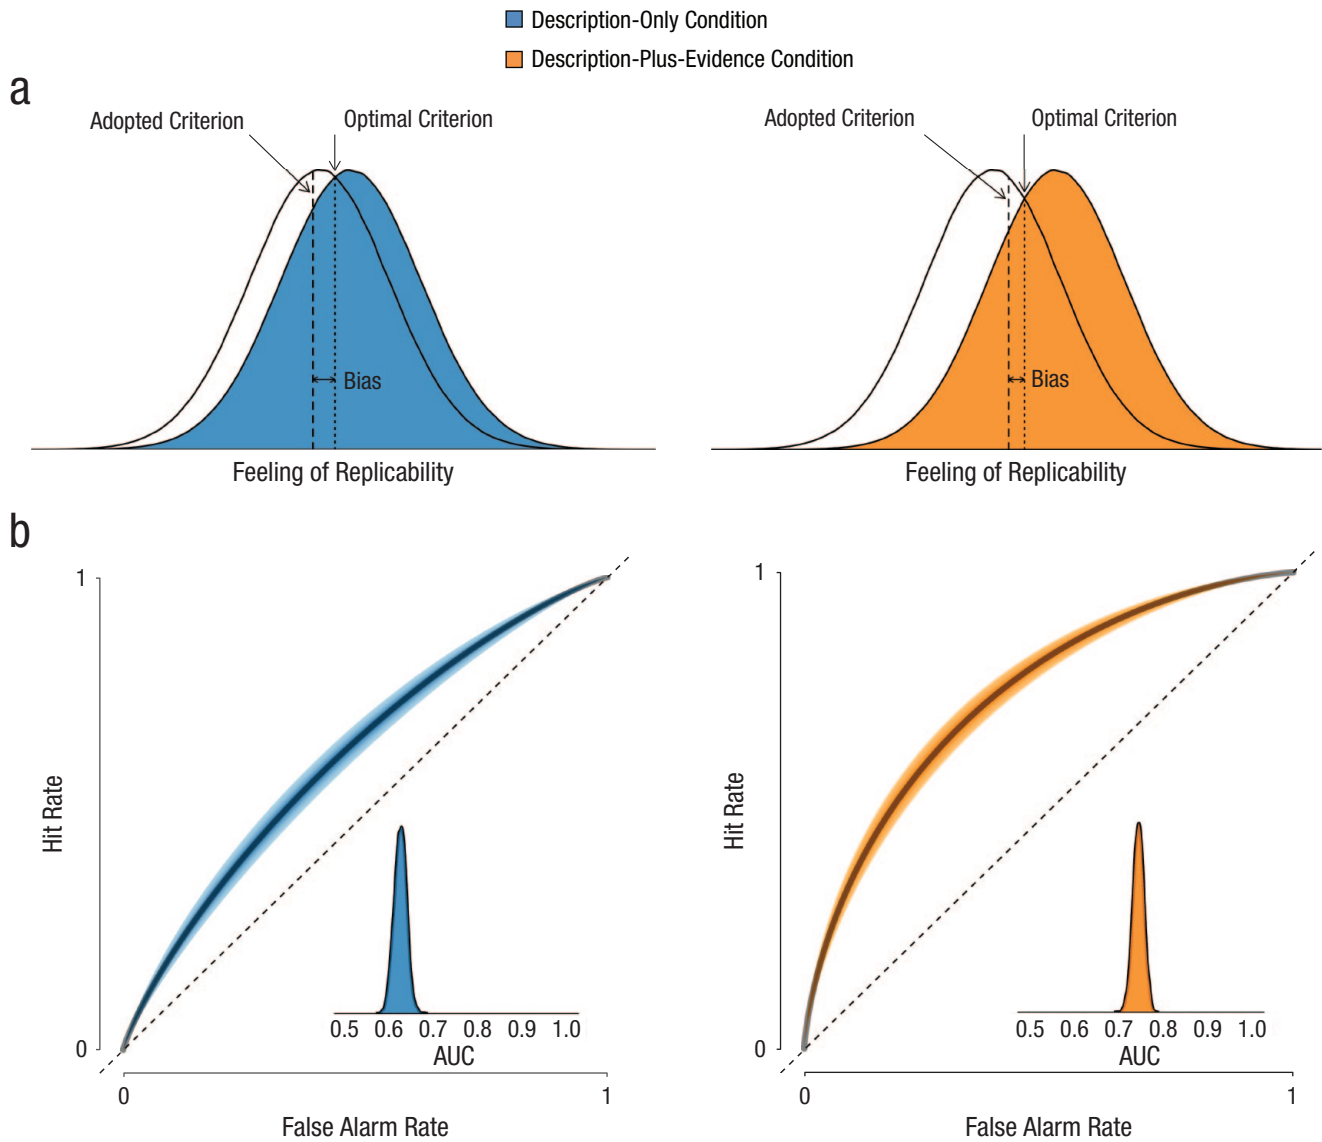 Description-Only Condition
Description-Plus-Evidence Condition
a
Adopted Criterion
Optimal Criterion
Bias
Feeling of Replicability
Adopted Criterion
Optimal Criterion
Bias
Feeling of Replicability
b
1
Hit Rate
0
0.5 0.6 0.7 0.8 0.9 1.0
AUC
0 1
False Alarm Rate
1
Hit Rate
0
0.5 0.6 0.7 0.8 0.9 1.0
AUC
0 1
False Alarm Rate